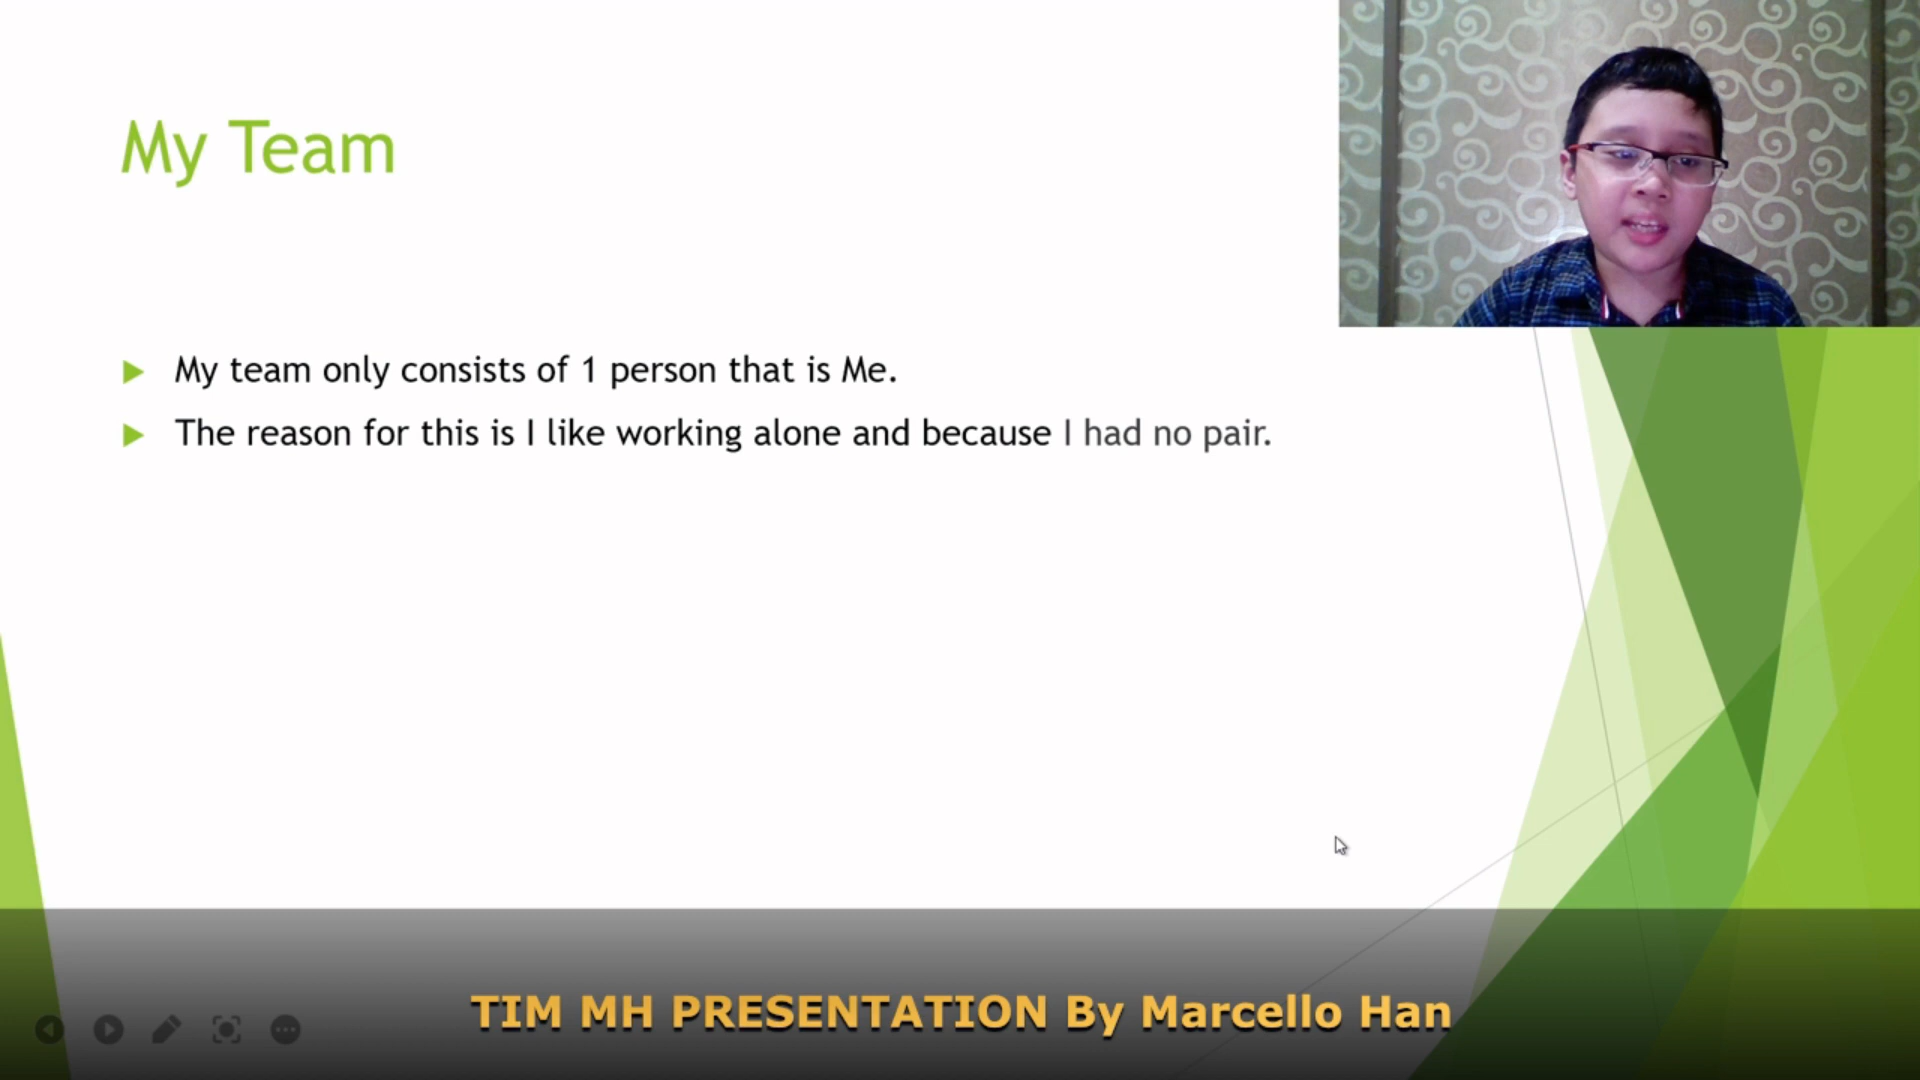 My Team
My team only consists of 1 person that is Me.
The reason for this is I like working alone and because I had no pair.
TIM MH PRESENTATION By Marcello Han